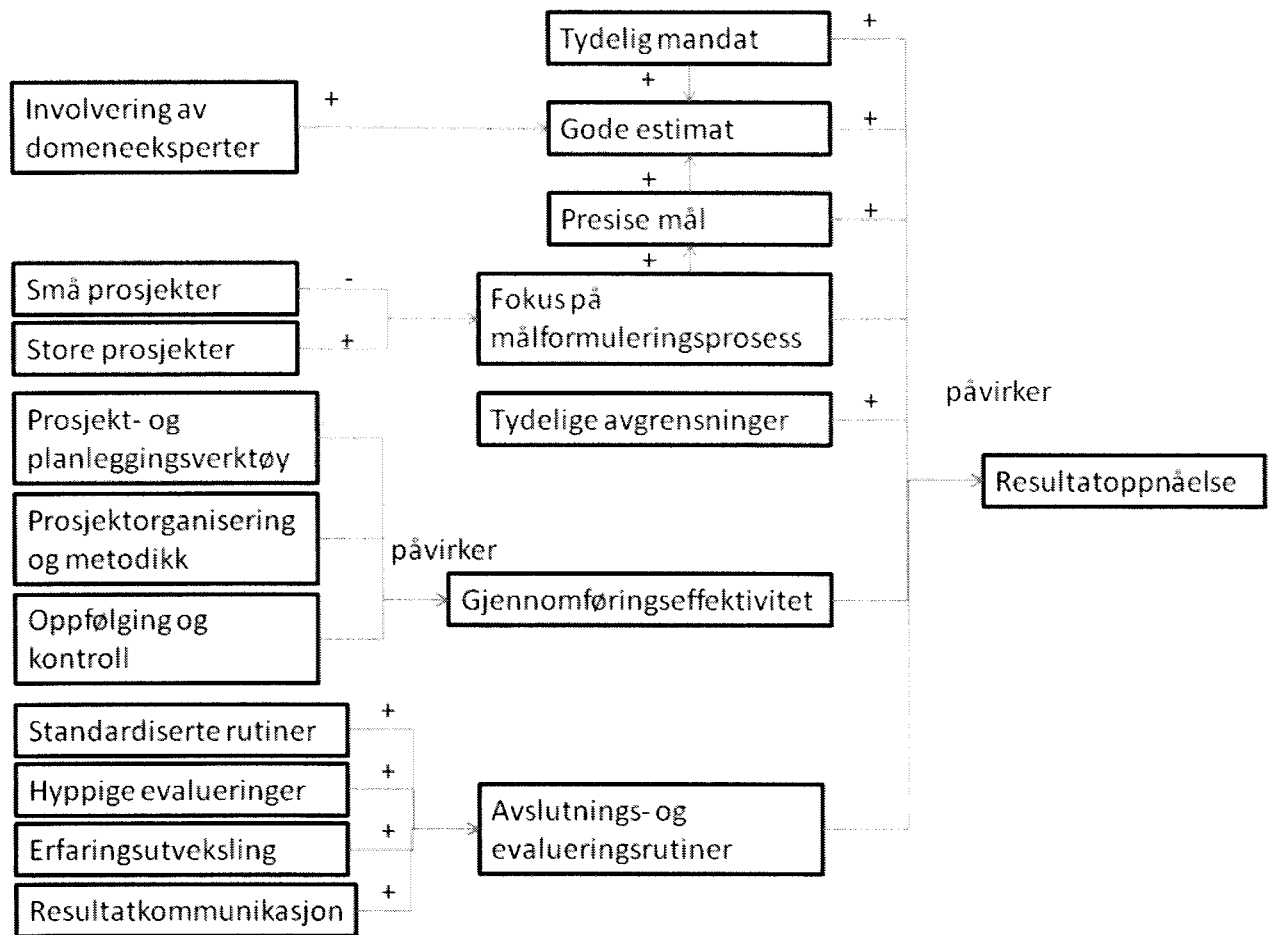 Tydelig mandat
+
+
Involvering av
domeneeksperter
+
Gode estimat
+
+
Presise mål
+
+
Små prosjekter
-
Store prosjekter
+
Fokus på
målformuleringsprosess
Tydelige avgrensninger
+
påvirker
Resultatoppnåelse
Prosjekt- og
planleggingsverktøy
Prosjektorganisering
og metodikk
Oppfølging og
kontroll
påvirker
Gjennomføringseffektivitet
Standardiserte rutiner
+
Hyppige evalueringer
+
Erfaringsutveksling
+
Resultatkommunikasjon
+
Avslutnings- og
evalueringsrutiner